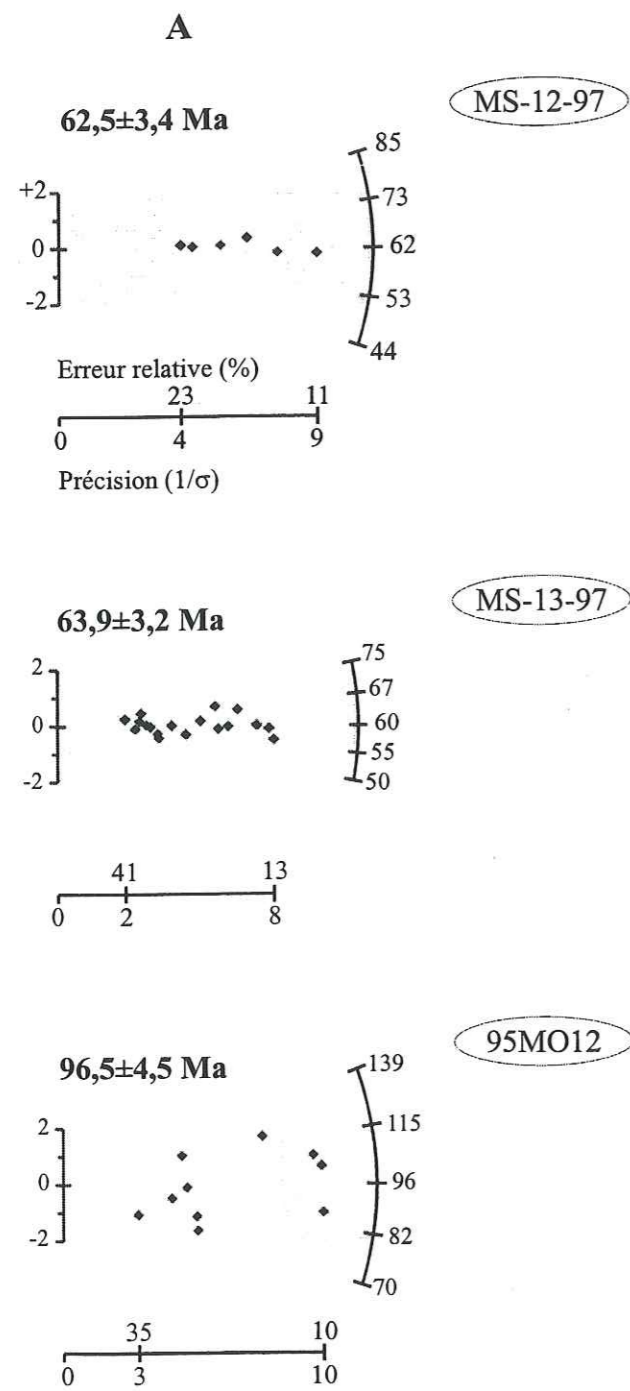 A
MS-12-97
62,5±3,4 Ma
85
+2
73
0
62
-2
53
44
Erreur relative (%)
23 11
0 4 9
Précision (1/σ)
MS-13-97
63,9±3,2 Ma
75
2
67
0
60
55
-2
50
41 13
0 2 8
95MO12
96,5±4,5 Ma
139
115
2
0
96
-2
82
70
35 10
0 3 10